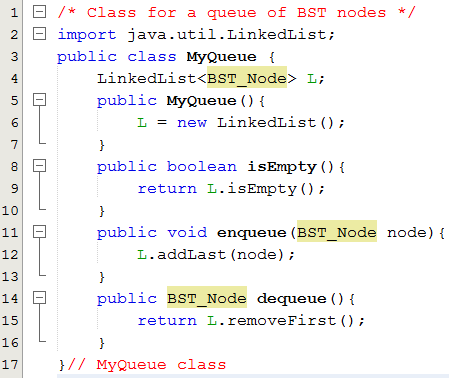 1 /* Class for a queue of BST nodes */
2 import java.util.LinkedList;
3 public class MyQueue {
4     LinkedList<BST_Node> L;
5     public MyQueue(){
6         L = new LinkedList();
7     }
8     public boolean isEmpty(){
9         return L.isEmpty();
10     }
11     public void enqueue(BST_Node node){
12         L.addLast(node);
13     }
14     public BST_Node dequeue(){
15         return L.removeFirst();
16     }
17 }// MyQueue class